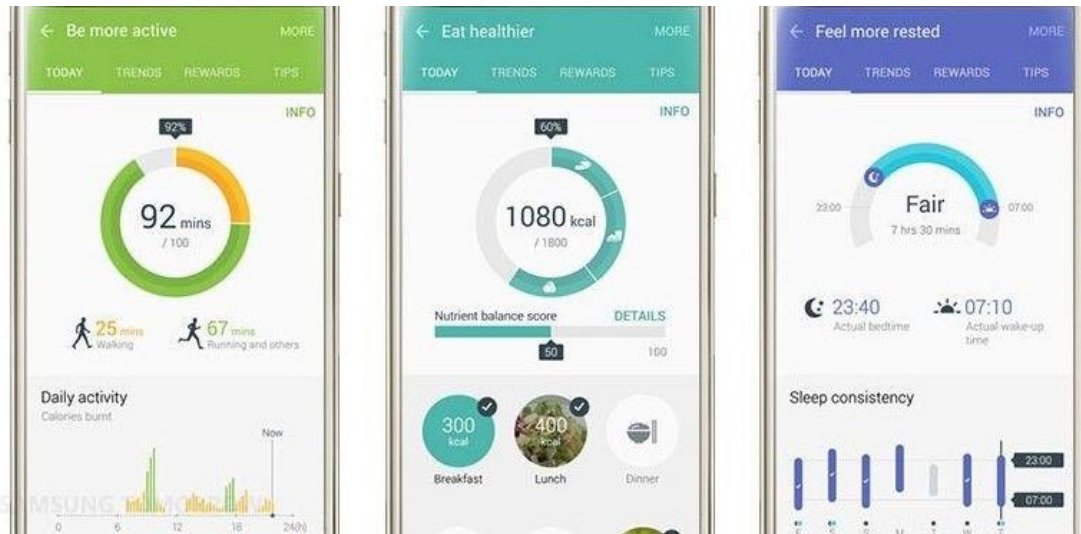 Be more active MORE
TODAY TRENDS REWARDS TIPS
INFO
92%
92 mins
/ 100
25 mins
Walking
67 mins
Running and others
Daily activity
Calories burnt
Now
0 6 12 18 24(h)
Eat healthier MORE
TODAY TRENDS REWARDS TIPS
INFO
60%
1080 kcal
/ 1800
Nutrient balance score DETAILS
50 100
300
kcal
Breakfast
400
kcal
Lunch
Dinner
Feel more rested MORE
TODAY TRENDS REWARDS TIPS
INFO
23:00 07:00
Fair
7 hrs 30 mins
23:40
Actual bedtime
07:10
Actual wake-up
time
Sleep consistency
23:00
07:00
F S S M T W T
SAMSUNG TOMORROW